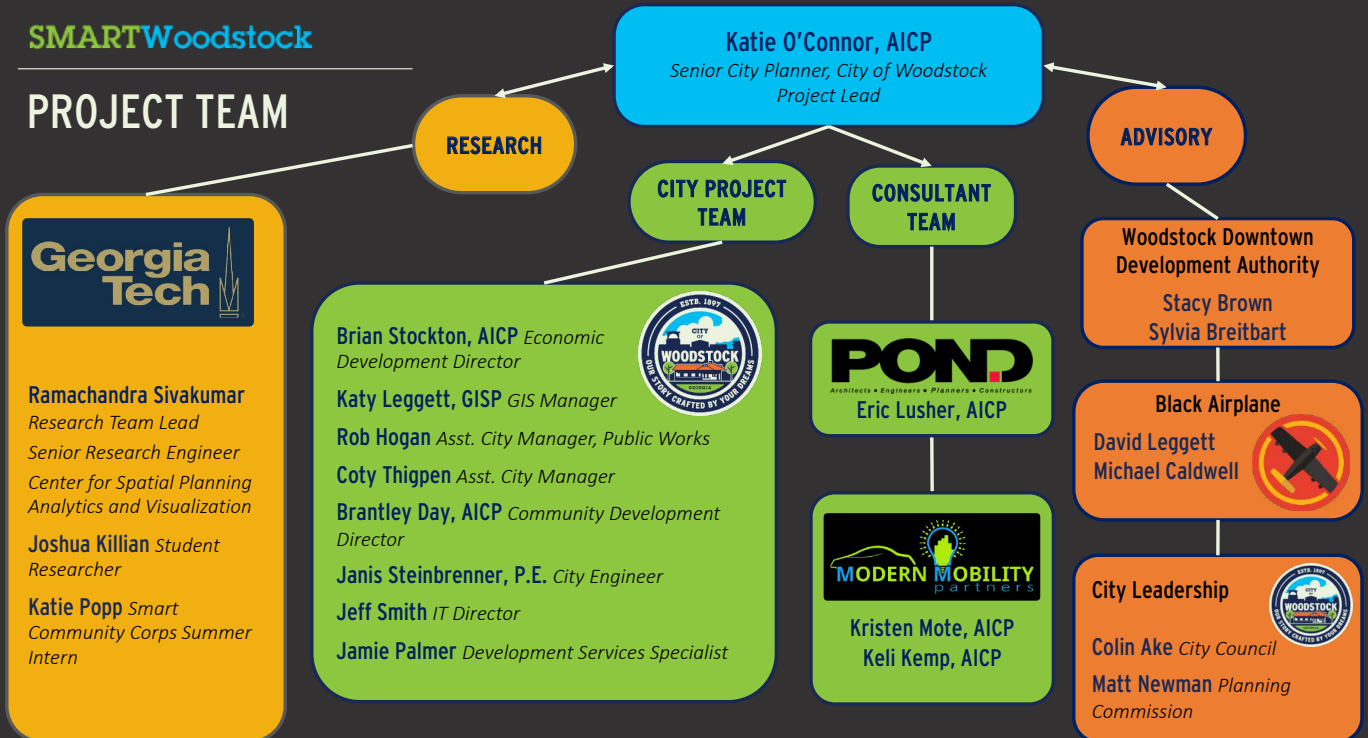 SMARTWoodstock
PROJECT TEAM
Katie O’Connor, AICP
Senior City Planner, City of Woodstock
Project Lead
RESEARCH
Georgia
Tech
Ramachandra Sivakumar
Research Team Lead
Senior Research Engineer
Center for Spatial Planning
Analytics and Visualization
Joshua Killian Student
Researcher
Katie Popp Smart
Community Corps Summer
Intern
CITY PROJECT
TEAM
ESTB. 1897
CITY
OF
WOODSTOCK
GEORGIA
OUR STORY CRAFTED BY YOUR DREAMS
Brian Stockton, AICP Economic
Development Director
Katy Leggett, GISP GIS Manager
Rob Hogan Asst. City Manager, Public Works
Coty Thigpen Asst. City Manager
Brantley Day, AICP Community Development
Director
Janis Steinbrenner, P.E. City Engineer
Jeff Smith IT Director
Jamie Palmer Development Services Specialist
CONSULTANT
TEAM
POND
Architects • Engineers • Planners • Constructors
Eric Lusher, AICP
MODERN MOBILITY
partners
Kristen Mote, AICP
Keli Kemp, AICP
ADVISORY
Woodstock Downtown
Development Authority
Stacy Brown
Sylvia Breitbart
Black Airplane
David Leggett
Michael Caldwell
City Leadership
ESTB. 1897
CITY
OF
WOODSTOCK
OUR STORY CRAFTED BY YOUR DREAMS
Colin Ake City Council
Matt Newman Planning
Commission